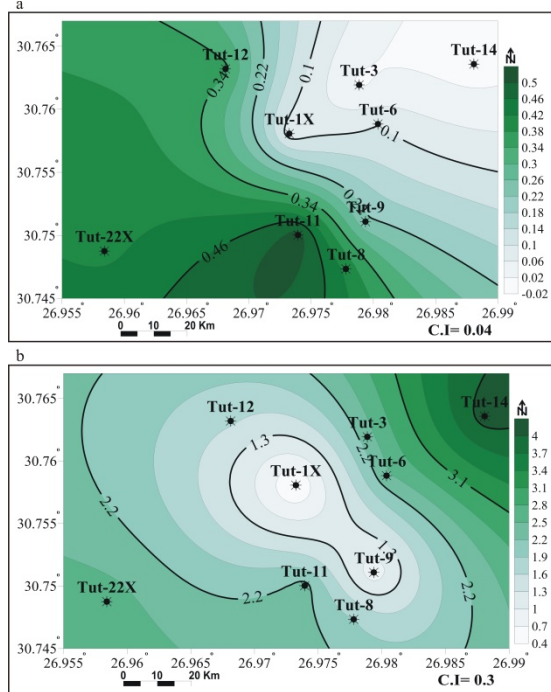 a
30.765
30.76
30.755
30.75
30.745
Tut-12
Tut-14
Tut-3
Tut-6
Tut-1X
Tut-9
Tut-11
Tut-8
Tut-22X
0.34
0.22
0.1
0.1
0.34
0.46
N
0.5
0.46
0.42
0.38
0.34
0.3
0.26
0.22
0.18
0.14
0.1
0.06
0.02
-0.02
26.955 26.96 26.965 26.97 26.975 26.98 26.985 26.99
0 10 20 Km
C.I= 0.04
b
30.765
30.76
30.755
30.75
30.745
Tut-12
Tut-14
Tut-3
Tut-6
Tut-1X
Tut-9
Tut-11
Tut-8
Tut-22X
1.3
2.2
3.1
2.2
2.2
2.2
N
4
3.7
3.4
3.1
2.8
2.5
2.2
1.9
1.6
1.3
1
0.7
0.4
26.955 26.96 26.965 26.97 26.975 26.98 26.985 26.99
0 10 20 Km
C.I= 0.3